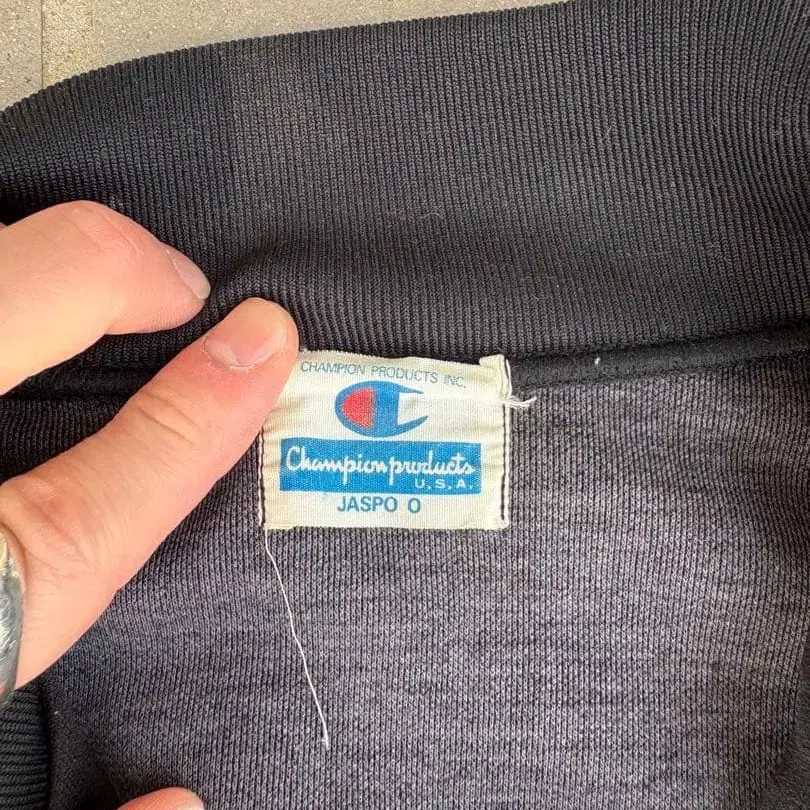 CHAMPION PRODUCTS INC.
Champion products
U.S.A.
JASPO O